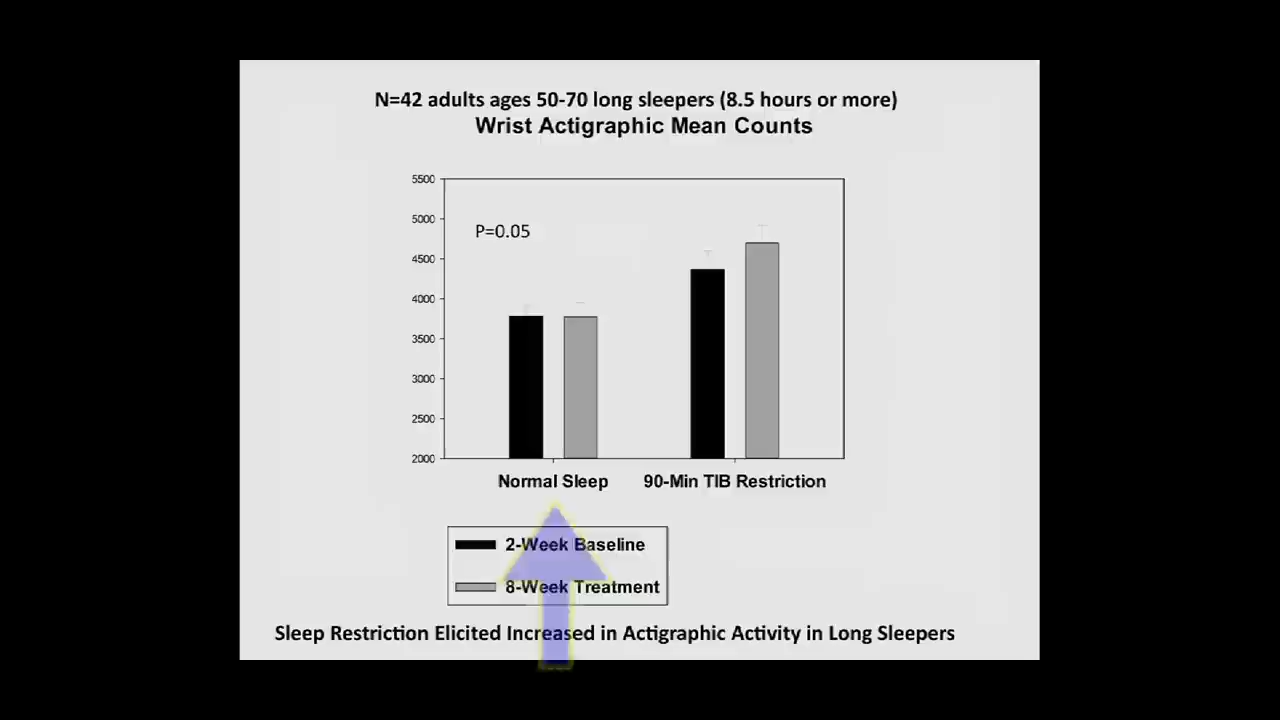 N=42 adults ages 50-70 long sleepers (8.5 hours or more)
Wrist Actigraphic Mean Counts
5500
5000
4500
4000
3500
3000
2500
2000
P=0.05
Normal Sleep
90-Min TIB Restriction
2-Week Baseline
8-Week Treatment
Sleep Restriction Elicited Increased in Actigraphic Activity in Long Sleepers